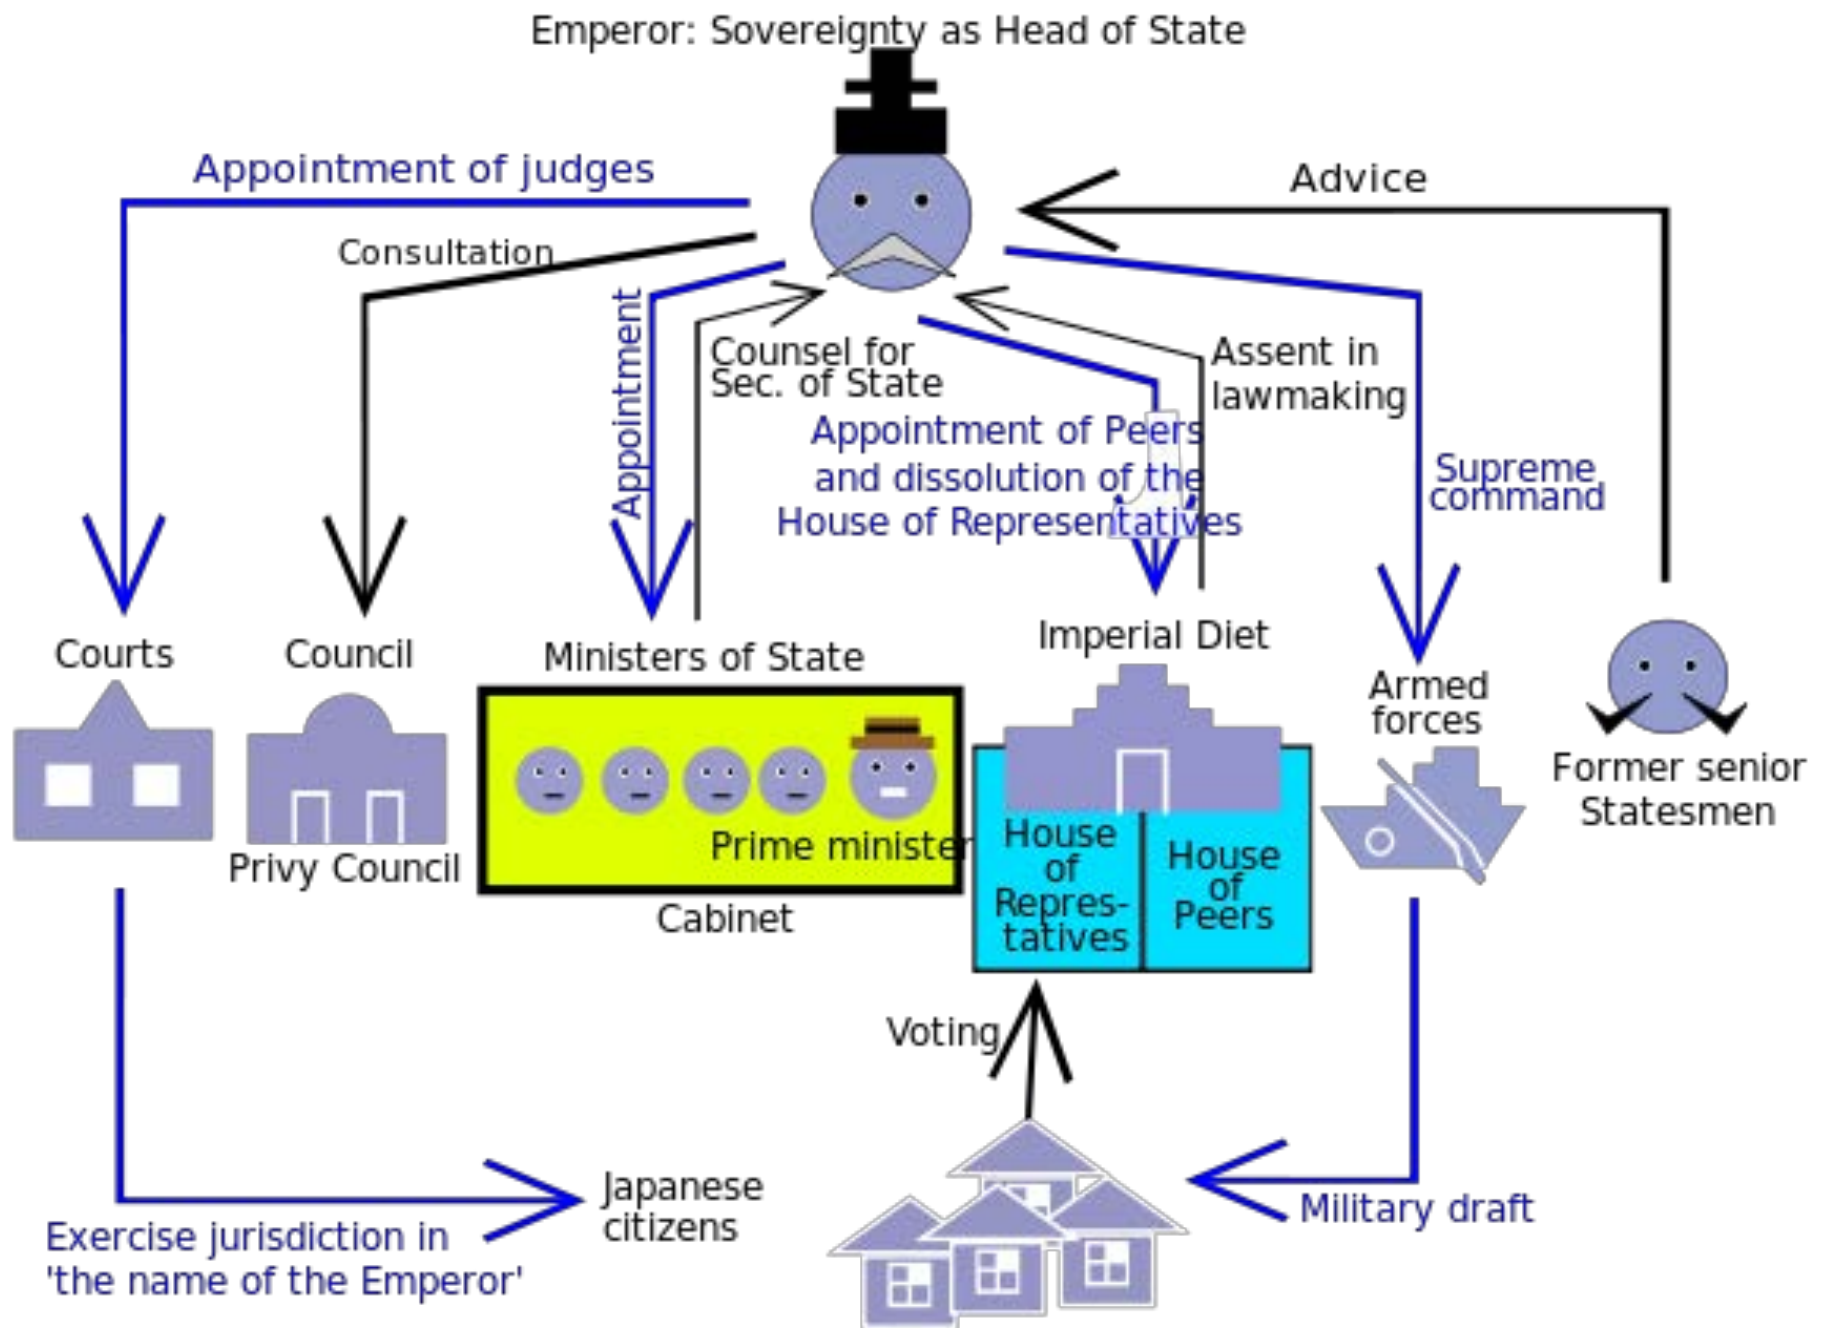 Emperor: Sovereignty as Head of State
Appointment of judges
Advice
Consultation
Appointment
Counsel for
Sec. of State
Assent in
lawmaking
Appointment of Peers
and dissolution of the
House of Representatives
Supreme
command
Courts
Council
Ministers of State
Imperial Diet
Armed
forces
Former senior
Statesmen
Privy Council
Prime minister
Cabinet
House
of
Repres-
tatives
House
of
Peers
Voting
Japanese
citizens
Military draft
Exercise jurisdiction in
'the name of the Emperor'